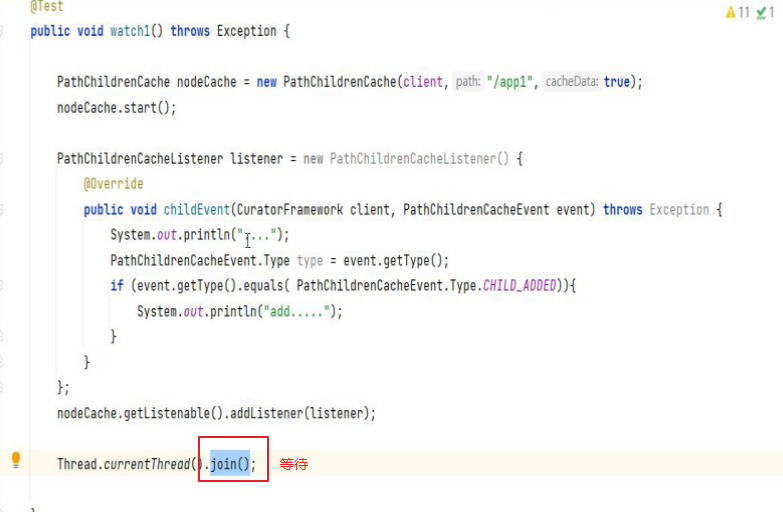 @Test
11 1
public void watch1() throws Exception {
PathChildrenCache nodeCache = new PathChildrenCache(client, path: "/app1", cacheData: true);
nodeCache.start();
PathChildrenCacheListener listener = new PathChildrenCacheListener() {
@Override
public void childEvent(CuratorFramework client, PathChildrenCacheEvent event) throws Exception {
System.out.println("....");
PathChildrenCacheEvent.Type type = event.getType();
if (event.getType().equals( PathChildrenCacheEvent.Type.CHILD_ADDED)){
System.out.println("add.....");
}
}
};
nodeCache.getListenable().addListener(listener);
Thread.currentThread().join(); 等待
}